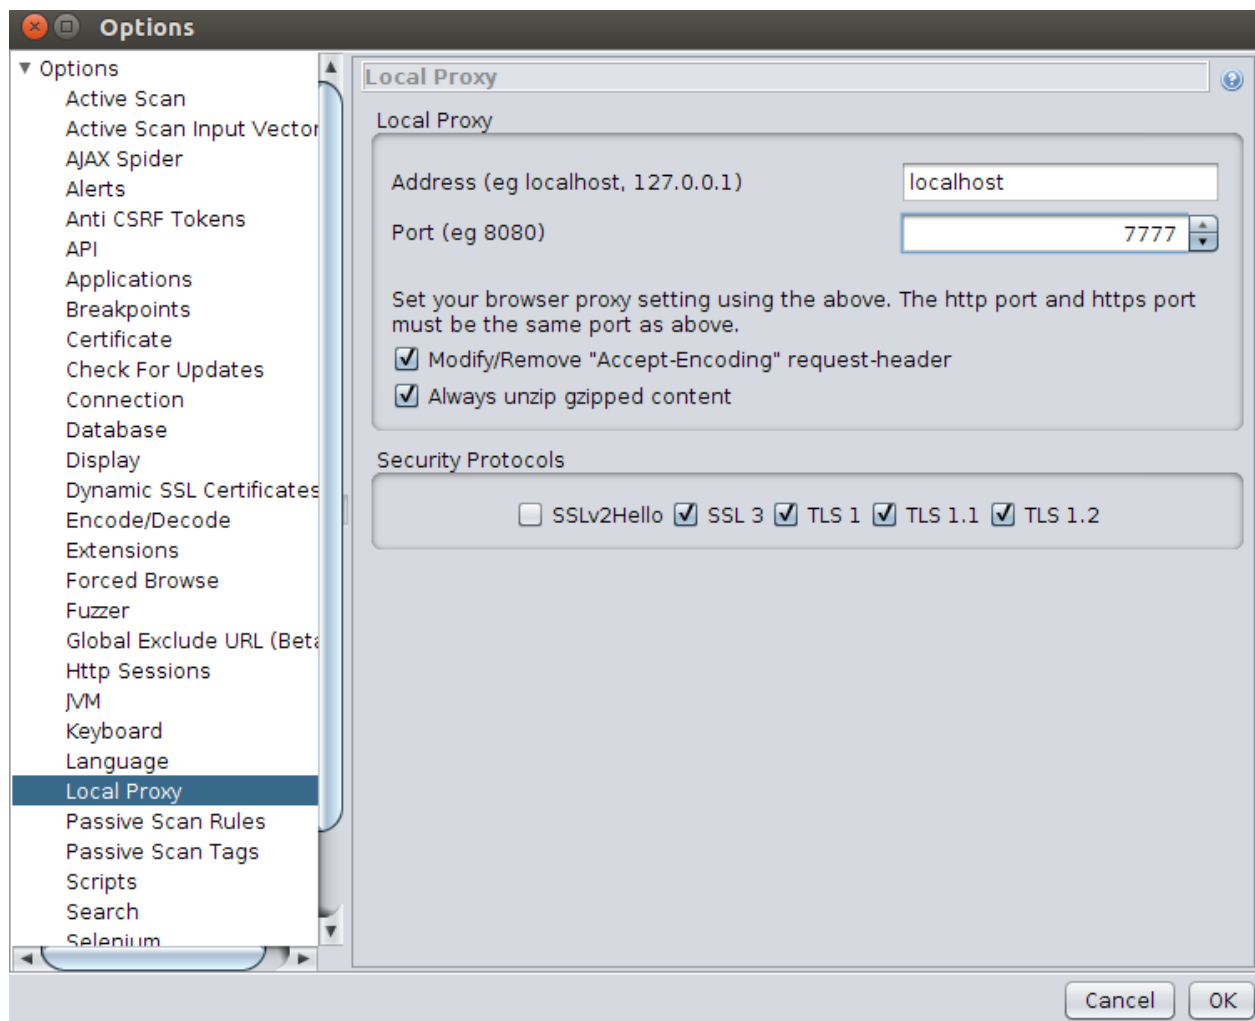 Options
Options
Active Scan
Active Scan Input Vector
AJAX Spider
Alerts
Anti CSRF Tokens
API
Applications
Breakpoints
Certificate
Check For Updates
Connection
Database
Display
Dynamic SSL Certificates
Encode/Decode
Extensions
Forced Browse
Fuzzer
Global Exclude URL (Beta
Http Sessions
JVM
Keyboard
Language
Local Proxy
Passive Scan Rules
Passive Scan Tags
Scripts
Search
Selenium
Local Proxy
Local Proxy
Address (eg localhost, 127.0.0.1) localhost
Port (eg 8080) 7777
Set your browser proxy setting using the above. The http port and https port
must be the same port as above.
Modify/Remove "Accept-Encoding" request-header
Always unzip gzipped content
Security Protocols
SSLv2Hello SSL 3 TLS 1 TLS 1.1 TLS 1.2
Cancel OK